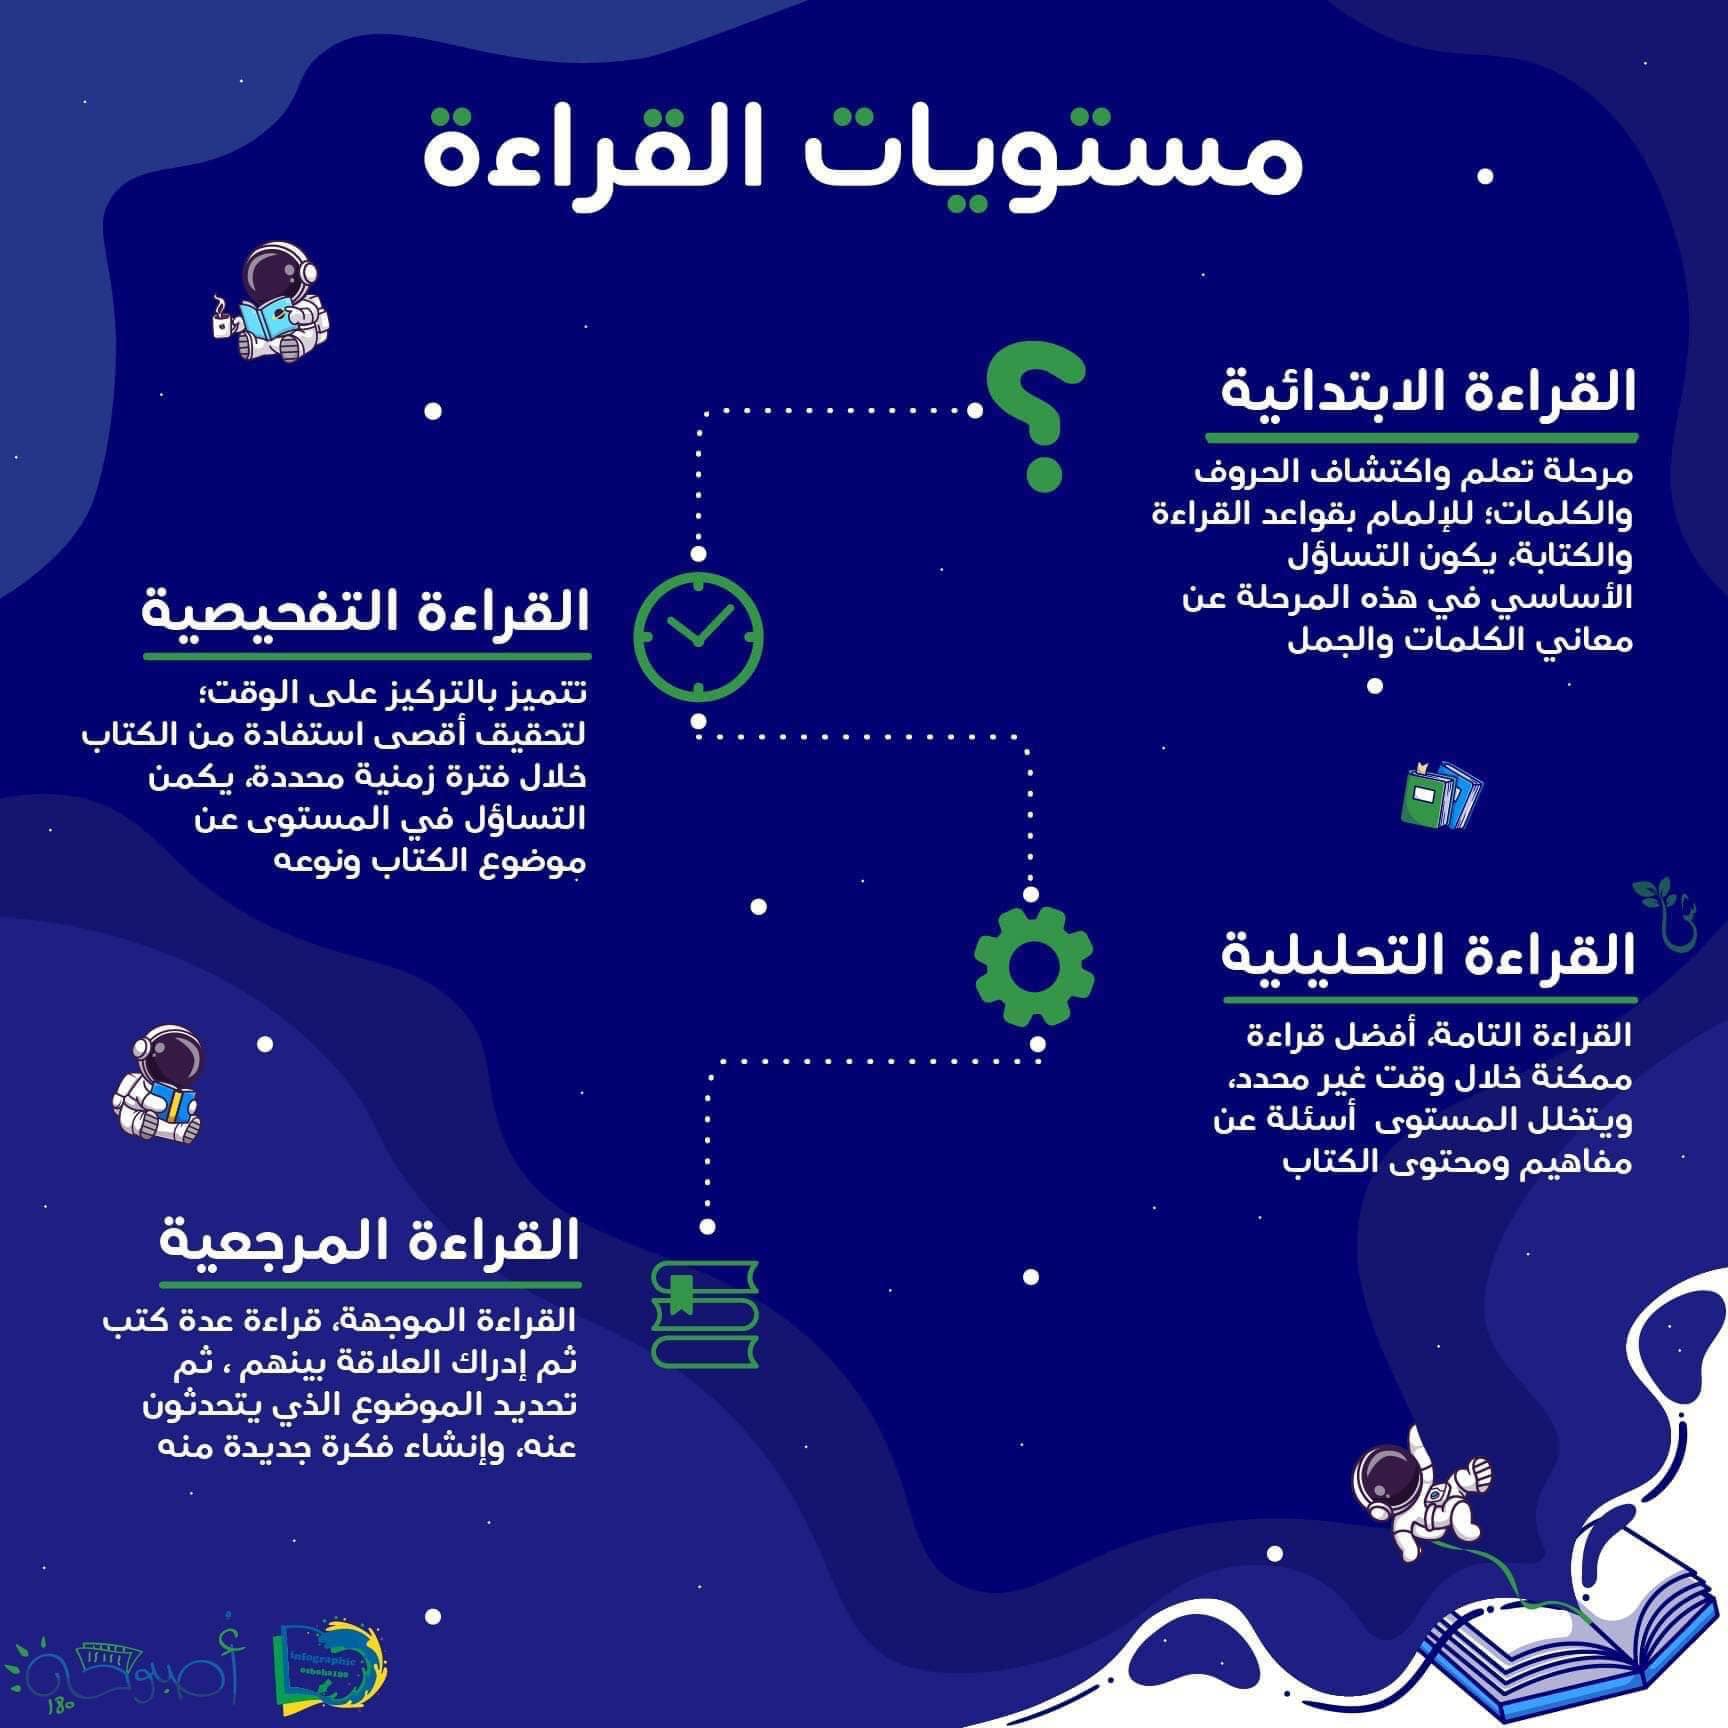 مستويات القراءة
القراءة الابتدائية
مرحلة تعلم واكتشاف الحروف
والكلمات؛ للإلمام بقواعد القراءة
والكتابة، يكون التساؤل
الأساسي في هذه المرحلة عن
معاني الكلمات والجمل
القراءة التفحيصية
تتميز بالتركيز على الوقت؛
لتحقيق أقصى استفادة من الكتاب
خلال فترة زمنية محددة، يكمن
التساؤل في المستوى عن
موضوع الكتاب ونوعه
القراءة التحليلية
القراءة التامة، أفضل قراءة
ممكنة خلال وقت غير محدد،
ويتخلل المستوى أسئلة عن
مفاهيم ومحتوى الكتاب
القراءة المرجعية
القراءة الموجهة، قراءة عدة كتب
ثم إدراك العلاقة بينهم ، ثم
تحديد الموضوع الذي يتحدثون
عنه، وإنشاء فكرة جديدة منه
أصبوحة
180
Infographic
osboha180